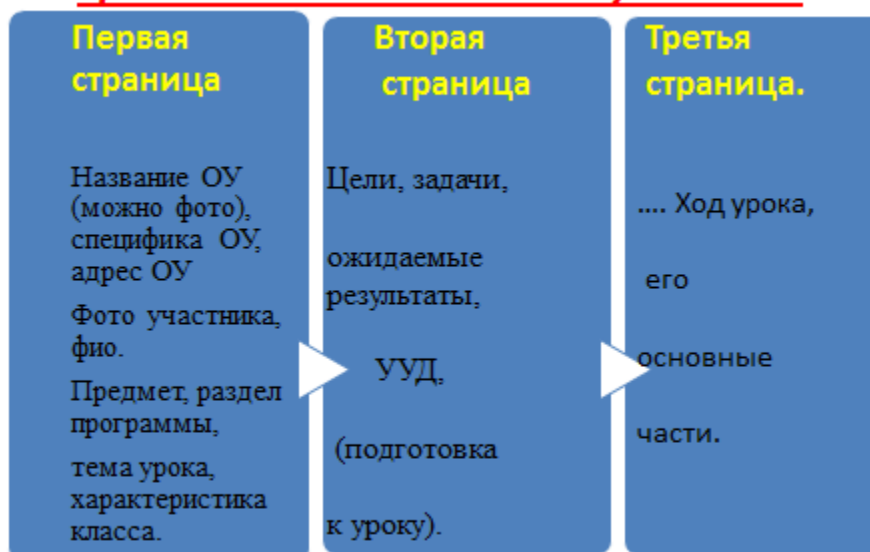 Первая
страница
Название ОУ
(можно фото),
специфика ОУ,
адрес ОУ
Фото участника,
фио.
Предмет, раздел
программы,
тема урока,
характеристика
класса.
Вторая
страница
Цели, задачи,
ожидаемые
результаты,
УУД,
(подготовка
к уроку).
Третья
страница.
.... Ход урока,
его
основные
части.